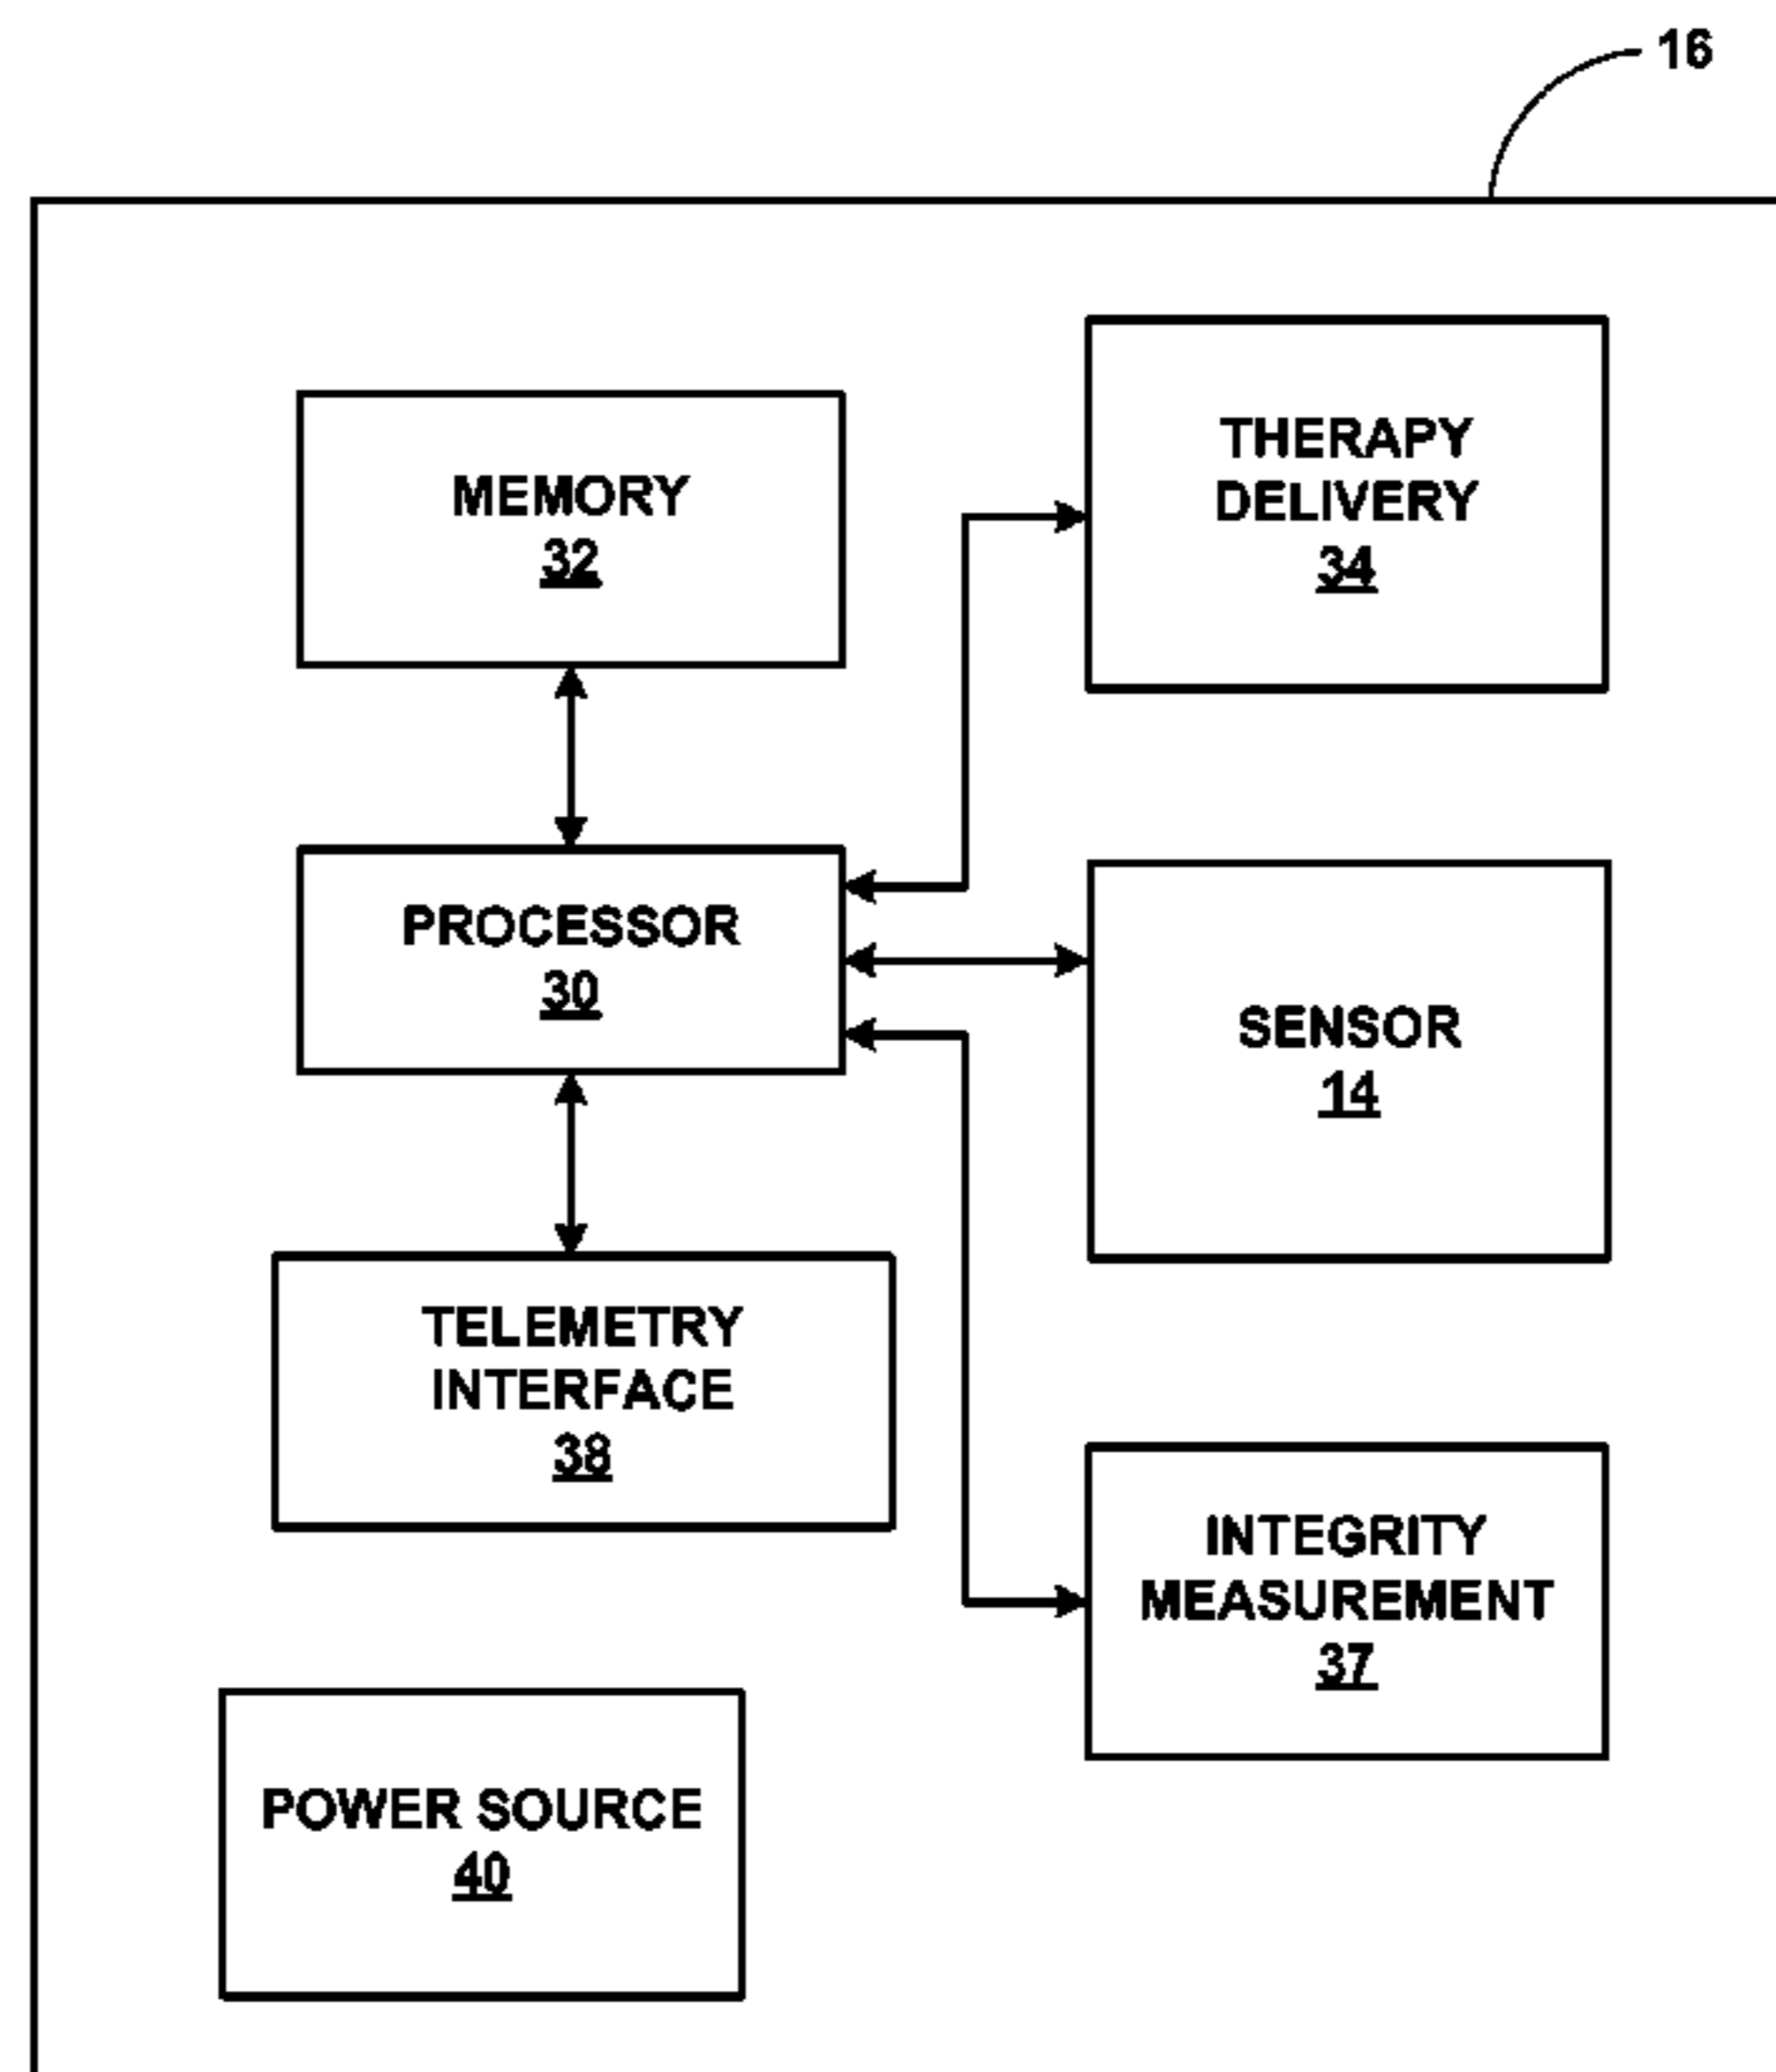 16
MEMORY
32
THERAPY
DELIVERY
34
PROCESSOR
30
SENSOR
14
TELEMETRY
INTERFACE
38
INTEGRITY
MEASUREMENT
37
POWER SOURCE
40